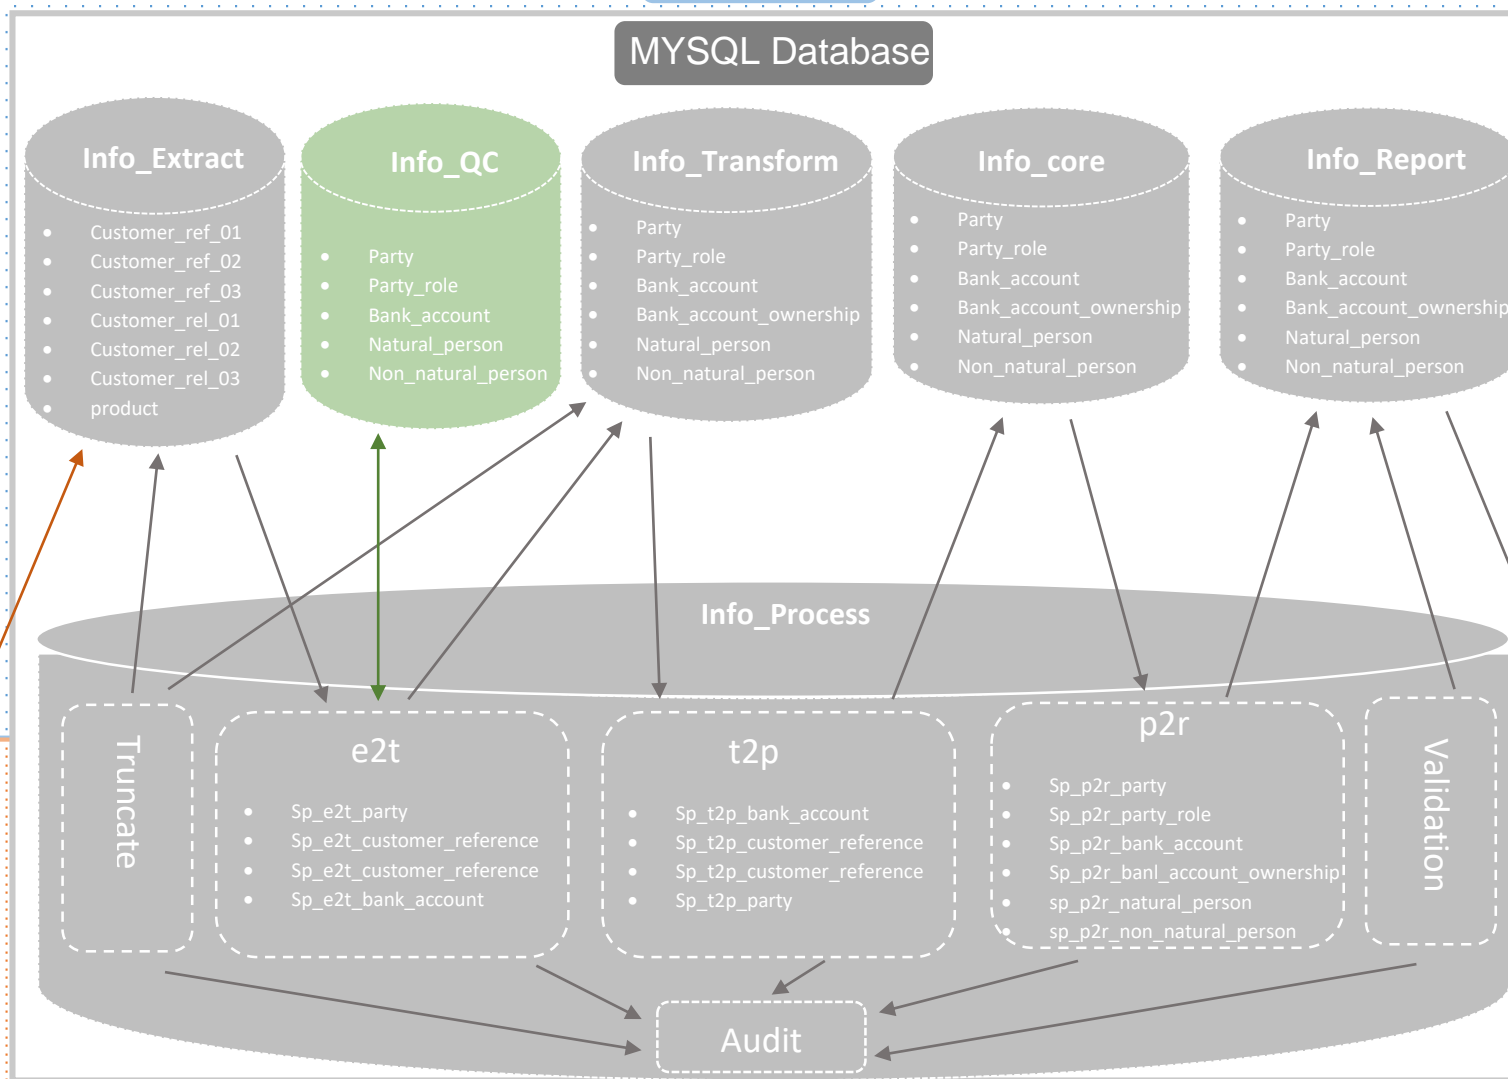 MYSQL Database
Info_Extract
Customer_ref_01
Customer_ref_02
Customer_ref_03
Customer_rel_01
Customer_rel_02
Customer_rel_03
product
Info_QC
Party
Party_role
Bank_account
Natural_person
Non_natural_person
Info_Transform
Party
Party_role
Bank_account
Bank_account_ownership
Natural_person
Non_natural_person
Info_core
Party
Party_role
Bank_account
Bank_account_ownership
Natural_person
Non_natural_person
Info_Report
Party
Party_role
Bank_account
Bank_account_ownership
Natural_person
Non_natural_person
Info_Process
Truncate
e2t
Sp_e2t_party
Sp_e2t_customer_reference
Sp_e2t_customer_reference
Sp_e2t_bank_account
t2p
Sp_t2p_bank_account
Sp_t2p_customer_reference
Sp_t2p_customer_reference
Sp_t2p_party
p2r
Sp_p2r_party
Sp_p2r_party_role
Sp_p2r_bank_account
Sp_p2r_banl_account_ownership
sp_p2r_natural_person
sp_p2r_non_natural_person
Validation
Audit